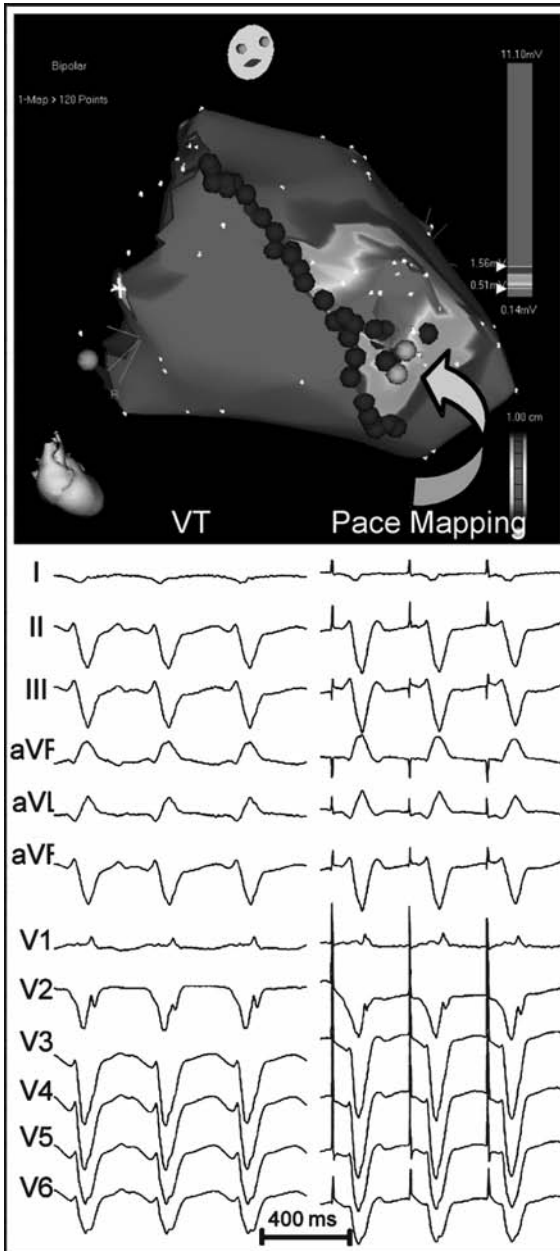 Bipolar
11.10mV
1-Map > 120 Points
1.56mV
0.51mV
0.14mV
1.00 cm
VT
Pace Mapping
I
II
III
aVF
aVL
aVF
V1
V2
V3
V4
V5
V6
400 ms